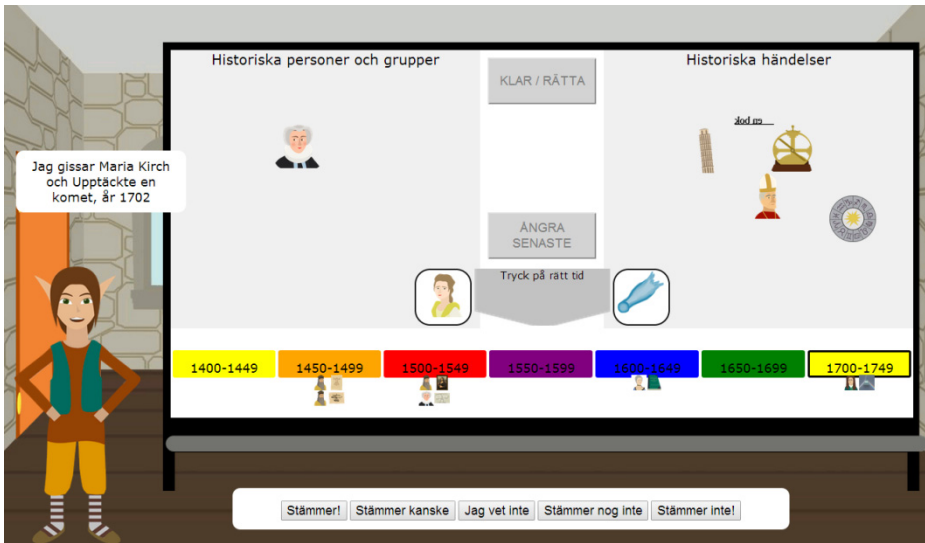 Historiska personer och grupper
Historiska händelser
KLAR / RÄTTA
en bok
Jag gissar Maria Kirch
och Upptäckte en
komet, år 1702
ÅNGRA
SENASTE
Tryck på rätt tid
1400-1449
1450-1499
1500-1549
1550-1599
1600-1649
1650-1699
1700-1749
Stämmer!
Stämmer kanske
Jag vet inte
Stämmer nog inte
Stämmer inte!